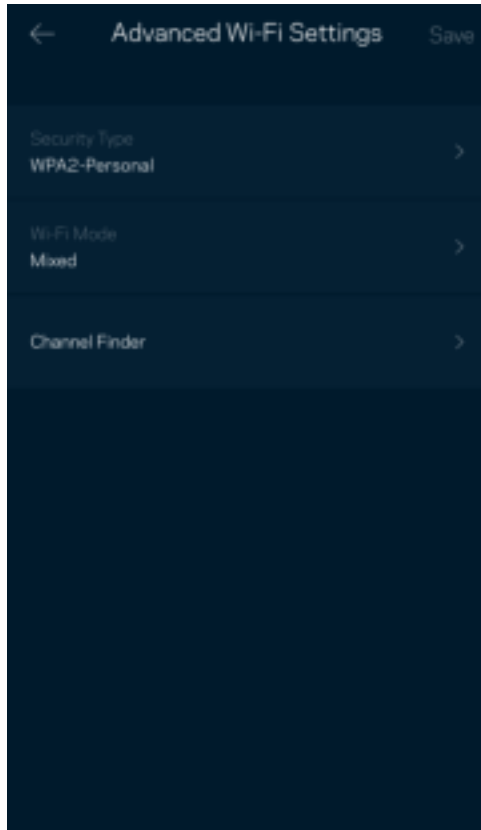 Advanced Wi-Fi Settings Save
Security Type
WPA2-Personal
Wi-Fi Mode
Mixed
Channel Finder